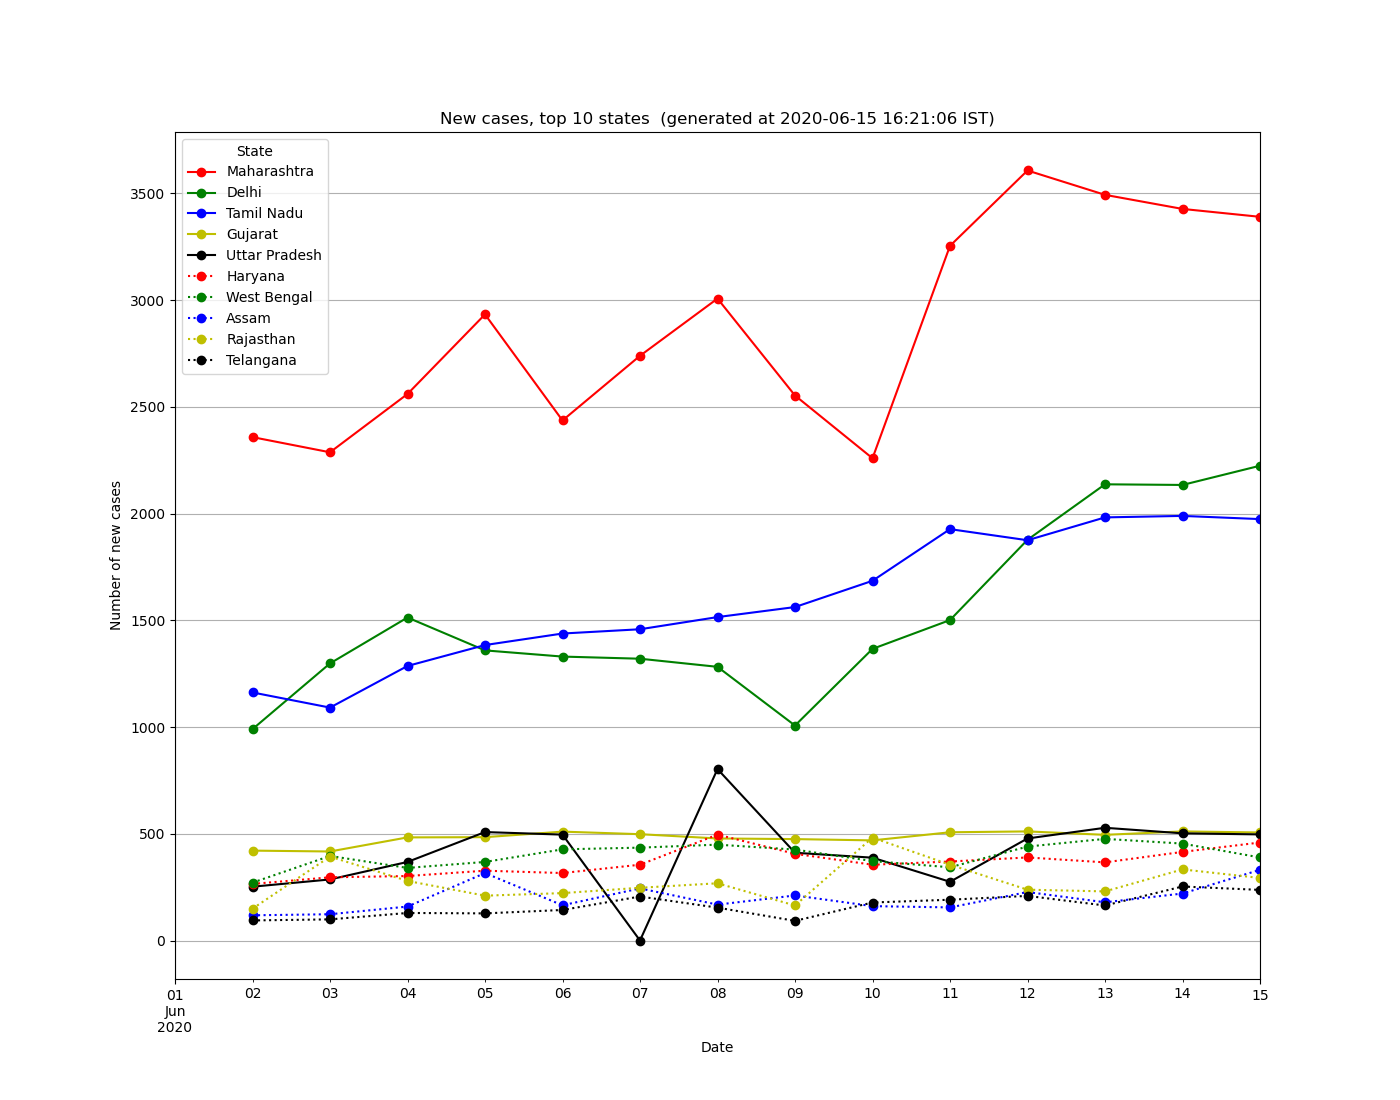 New cases, top 10 states  (generated at 2020-06-15 16:21:06 IST)
State
Maharashtra
Delhi
Tamil Nadu
Gujarat
Uttar Pradesh
Haryana
West Bengal
Assam
Rajasthan
Telangana
Number of new cases
3500
3000
2500
2000
1500
1000
500
0
01 02 03 04 05 06 07 08 09 10 11 12 13 14 15
Jun
2020
Date